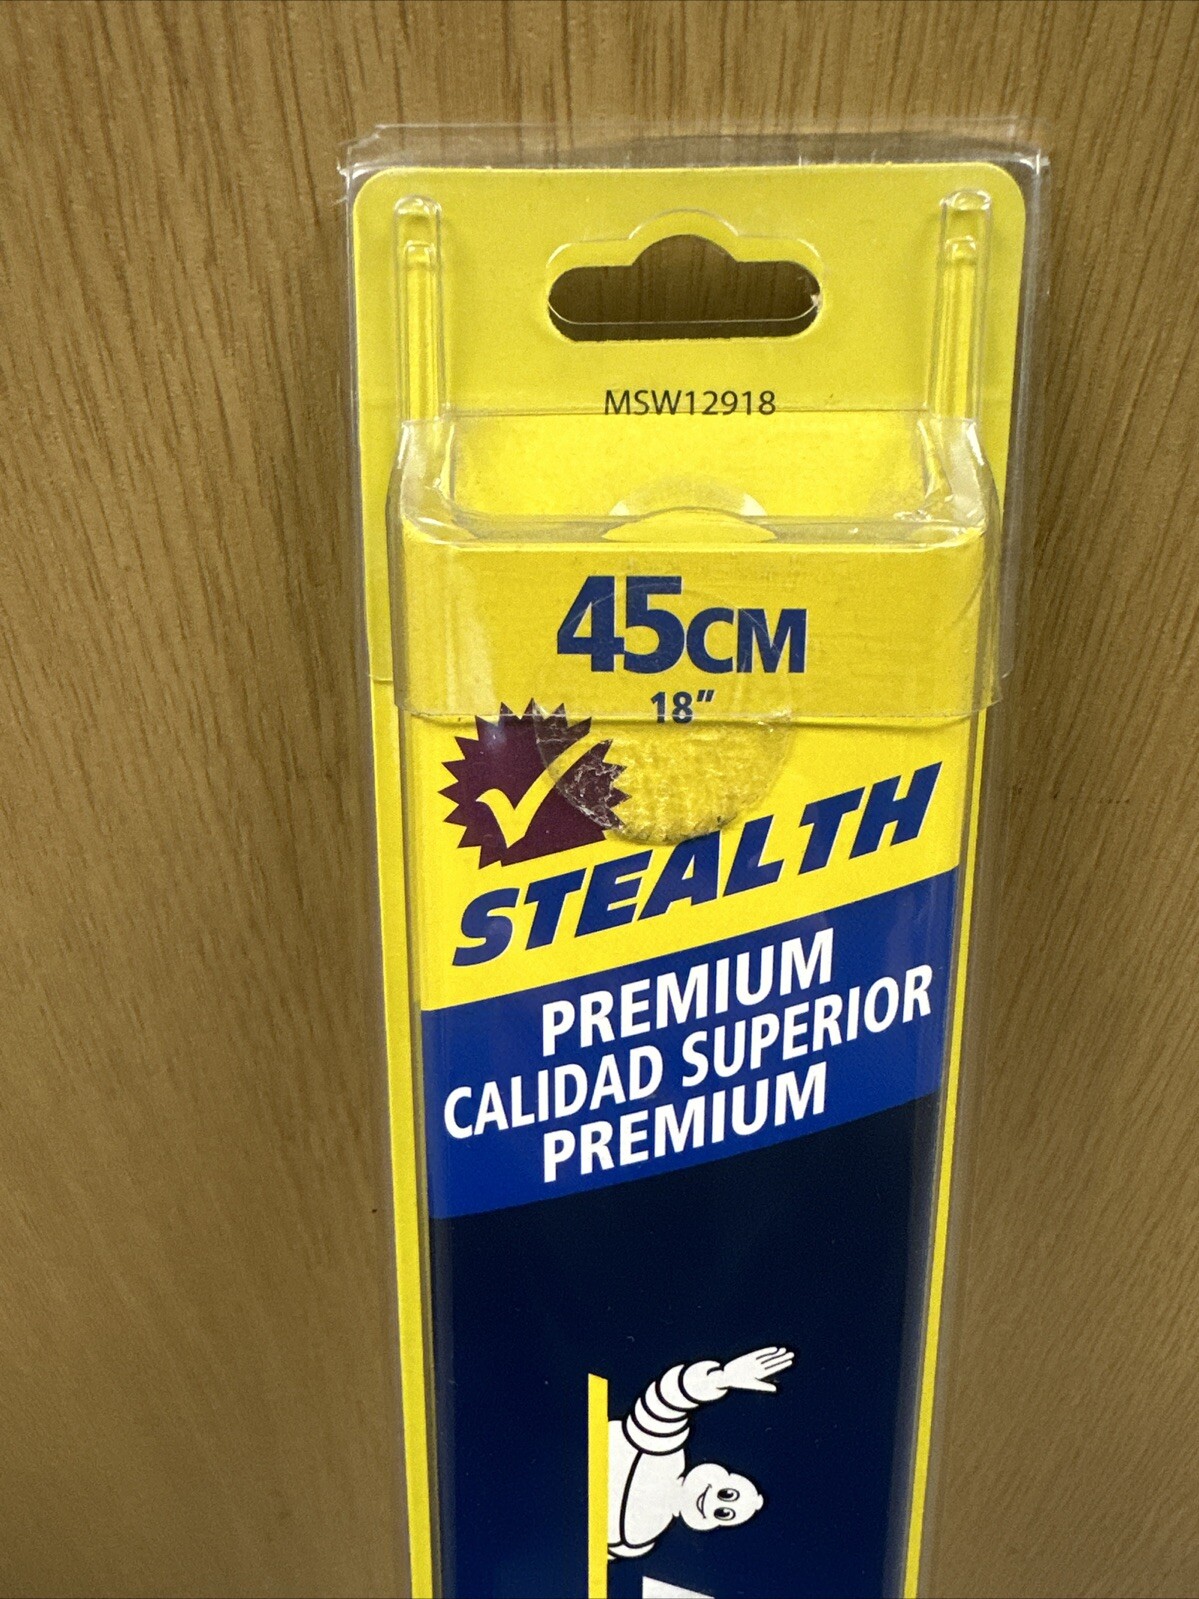 MSW12918
45CM
18"
STEALTH
PREMIUM
CALIDAD SUPERIOR
PREMIUM